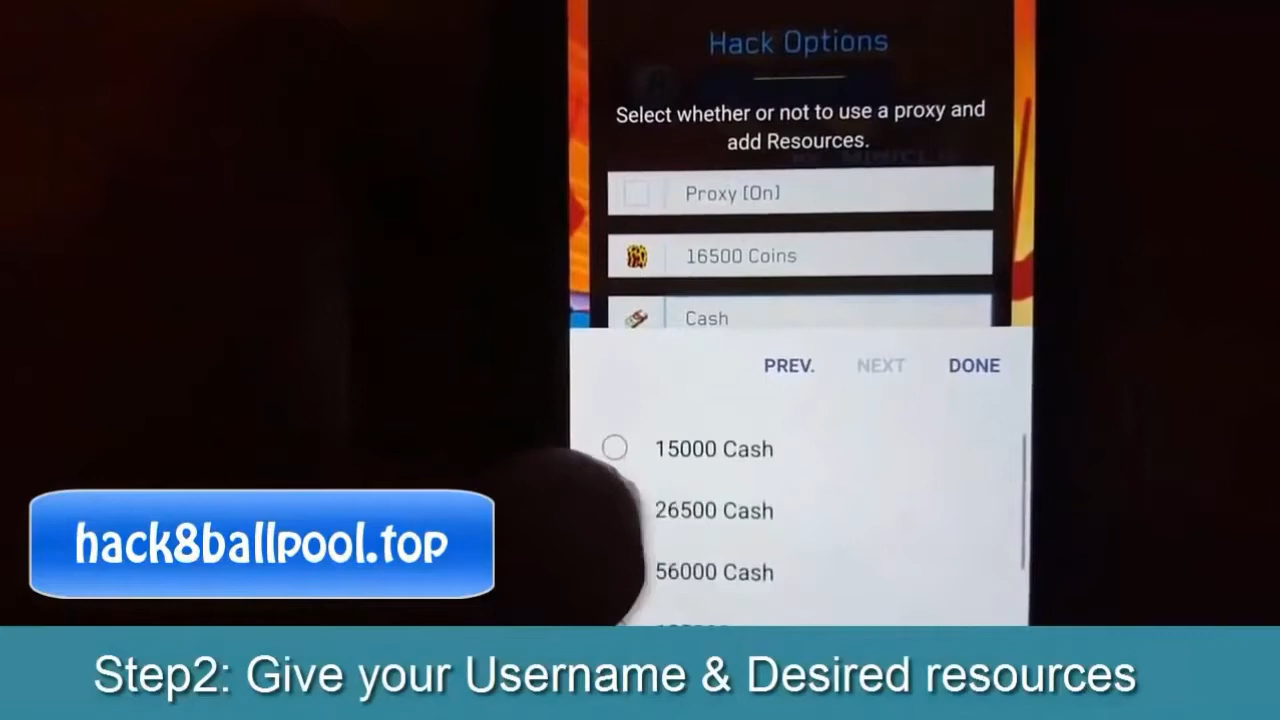 Hack Options
Select whether or not to use a proxy and
add Resources.
Proxy [On]
16500 Coins
Cash
PREV. NEXT DONE
15000 Cash
26500 Cash
56000 Cash
hack8ballpool.top
Step2: Give your Username & Desired resources